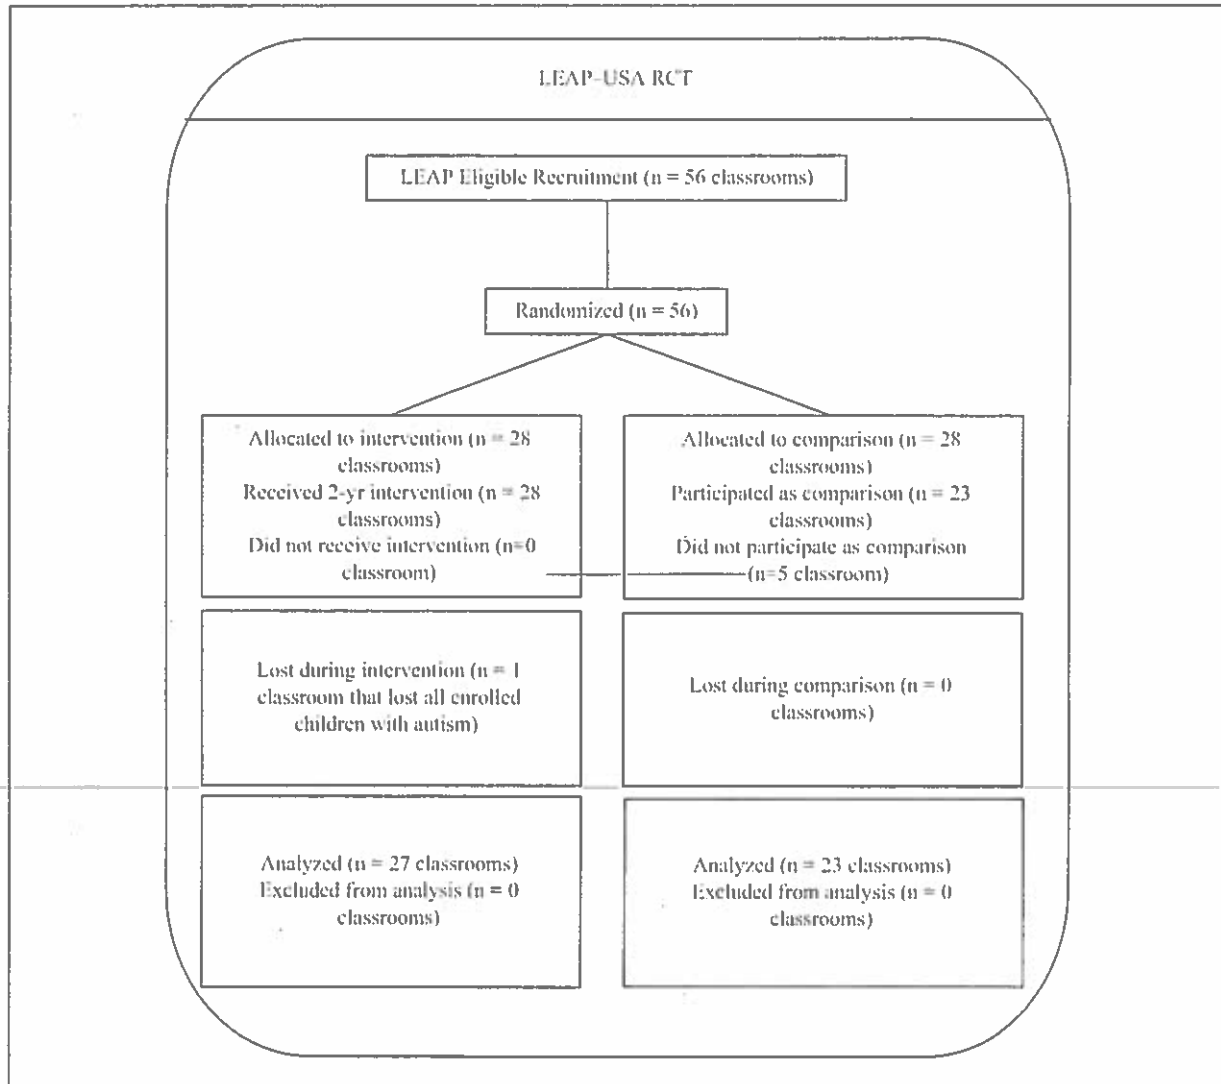 LEAP-USA RCT
LEAP Eligible Recruitment (n = 56 classrooms)
Randomized (n = 56)
Allocated to intervention (n = 28
classrooms)
Received 2-yr intervention (n = 28
classrooms)
Did not receive intervention (n=0
classroom)
Allocated to comparison (n = 28
classrooms)
Participated as comparison (n = 23
classrooms)
Did not participate as comparison
(n=5 classroom)
Lost during intervention (n = 1
classroom that lost all enrolled
children with autism)
Lost during comparison (n = 0
classrooms)
Analyzed (n = 27 classrooms)
Excluded from analysis (n = 0
classrooms)
Analyzed (n = 23 classrooms)
Excluded from analysis (n = 0
classrooms)